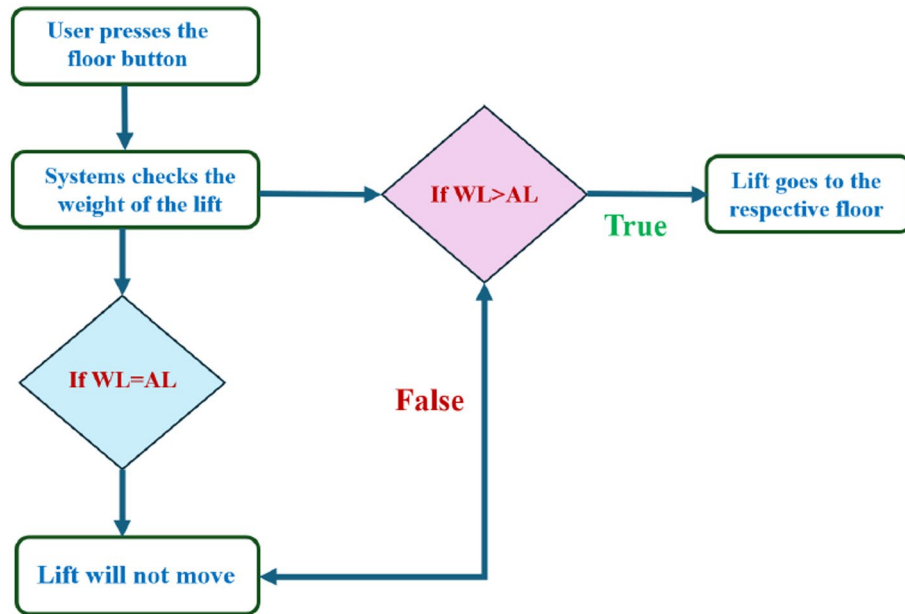 User presses the
floor button
Systems checks the
weight of the lift
If WL>AL
True
Lift goes to the
respective floor
If WL=AL
False
Lift will not move